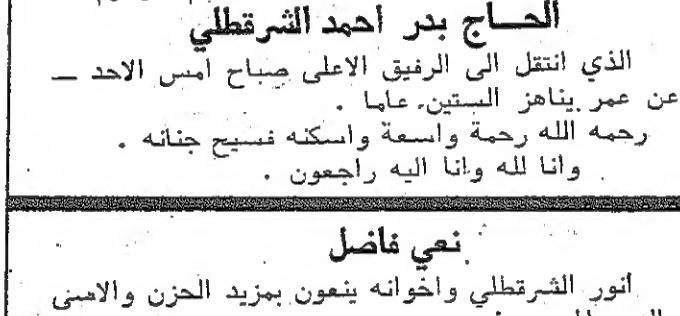 الحاج بدر احمد الشرقطلي
الذي انتقل الى الرفيق الاعلى صباح امس الاحد —
عن عمر يناهز الستين عاما .
رحمه الله رحمة واسعة واسكنه فسيح جنانه .
وانا لله وانا اليه راجعون .
نعي فاضل
أنور الشرقطلي واخوانه ينعون بمزيد الحزن والاسى